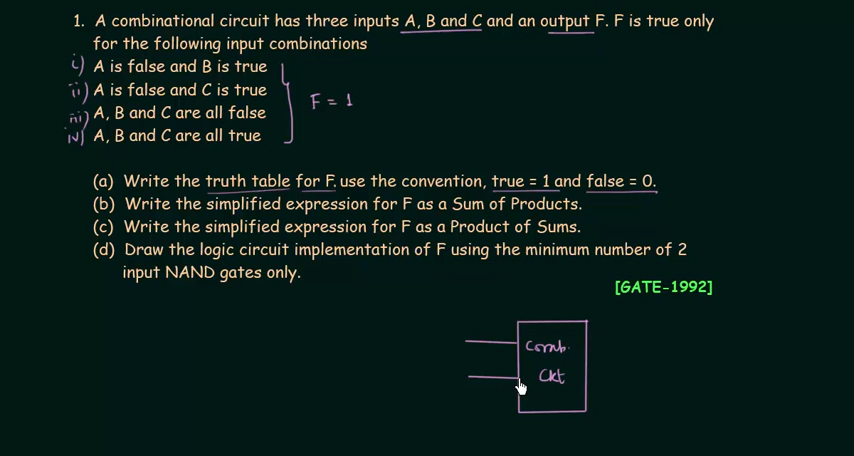 1. A combinational circuit has three inputs A, B and C and an output F. F is true only
for the following input combinations
i) A is false and B is true
ii) A is false and C is true
iii) A, B and C are all false
iv) A, B and C are all true
F = 1
(a) Write the truth table for F. use the convention, true = 1 and false = 0.
(b) Write the simplified expression for F as a Sum of Products.
(c) Write the simplified expression for F as a Product of Sums.
(d) Draw the logic circuit implementation of F using the minimum number of 2
input NAND gates only.
[GATE-1992]
Comb.
Ckt